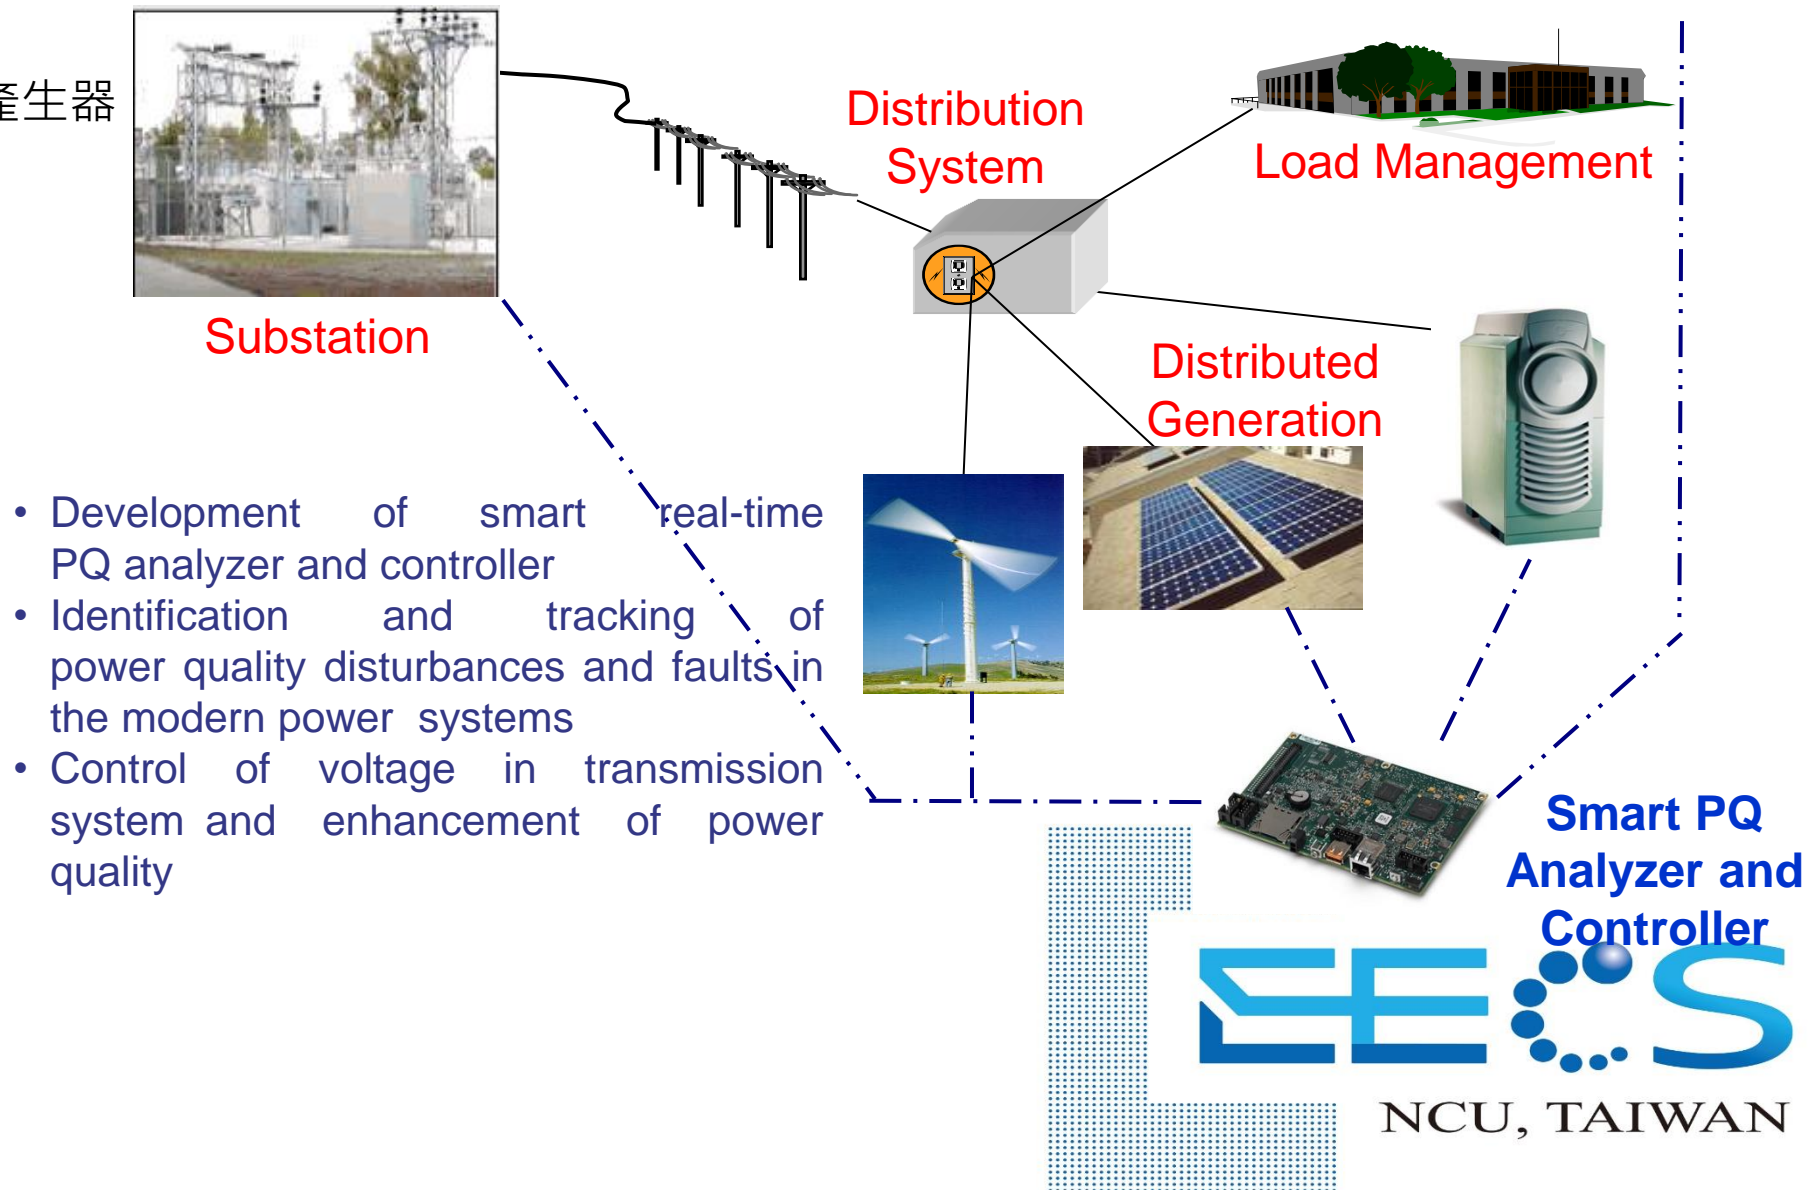 產生器
Distribution
System
Load Management
Substation
Distributed
Generation
• Development of smart real-time
PQ analyzer and controller
• Identification and tracking of
power quality disturbances and faults in
the modern power systems
• Control of voltage in transmission
system and enhancement of power
quality
Smart PQ
Analyzer and
Controller
EECS
NCU, TAIWAN